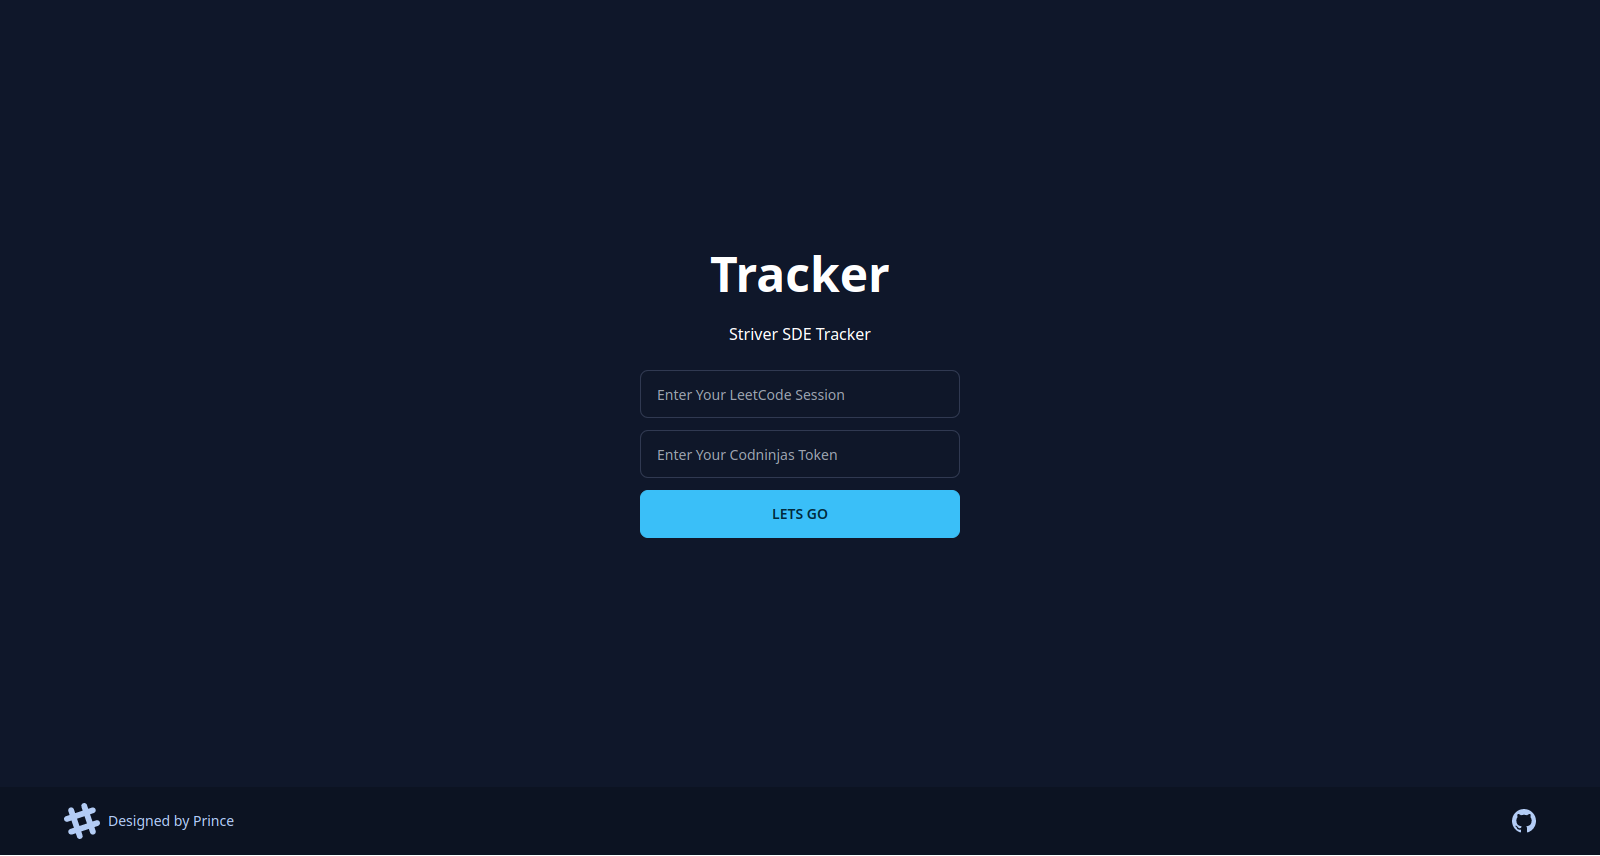 Tracker
Striver SDE Tracker
Enter Your LeetCode Session
Enter Your Codninjas Token
LETS GO
Designed by Prince